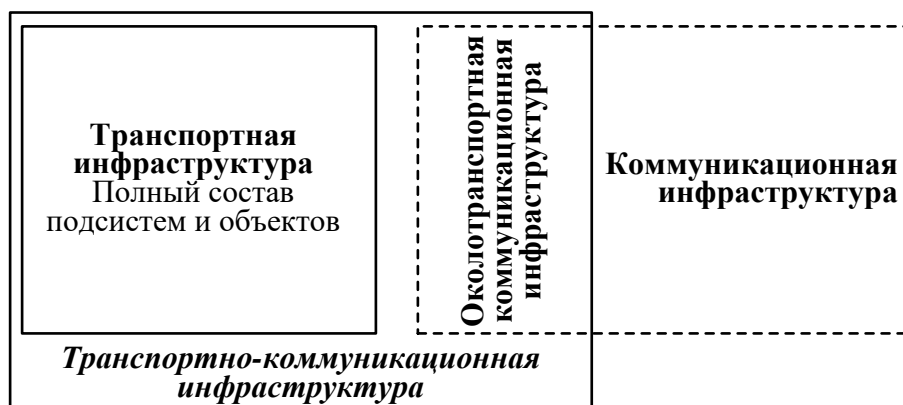 Транспортная
инфраструктура
Полный состав
подсистем и объектов
Околотранспортная
коммуникационная
инфраструктура
Коммуникационная
инфраструктура
Транспортно-коммуникационная
инфраструктура